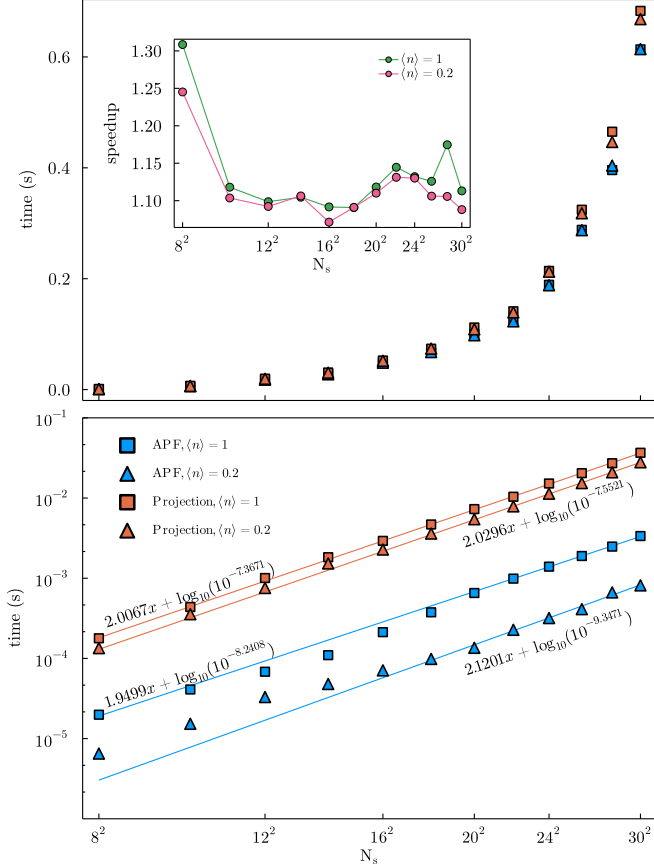 0.6
0.4
0.2
0.0
time (s)
1.30
1.25
1.20
1.15
1.10
speedup
⟨n⟩ = 1
⟨n⟩ = 0.2
8² 12² 16² 20² 24² 30²
Nₛ
10⁻¹
10⁻²
10⁻³
10⁻⁴
10⁻⁵
time (s)
APF, ⟨n⟩ = 1
APF, ⟨n⟩ = 0.2
Projection, ⟨n⟩ = 1
Projection, ⟨n⟩ = 0.2
2.0296x + log₁₀(10⁻⁷·⁵⁵²¹)
2.0067x + log₁₀(10⁻⁷·³⁶⁷¹)
1.9499x + log₁₀(10⁻⁸·²⁴⁰⁸)
2.1201x + log₁₀(10⁻⁹·³⁴⁷¹)
8² 12² 16² 20² 24² 30²
Nₛ